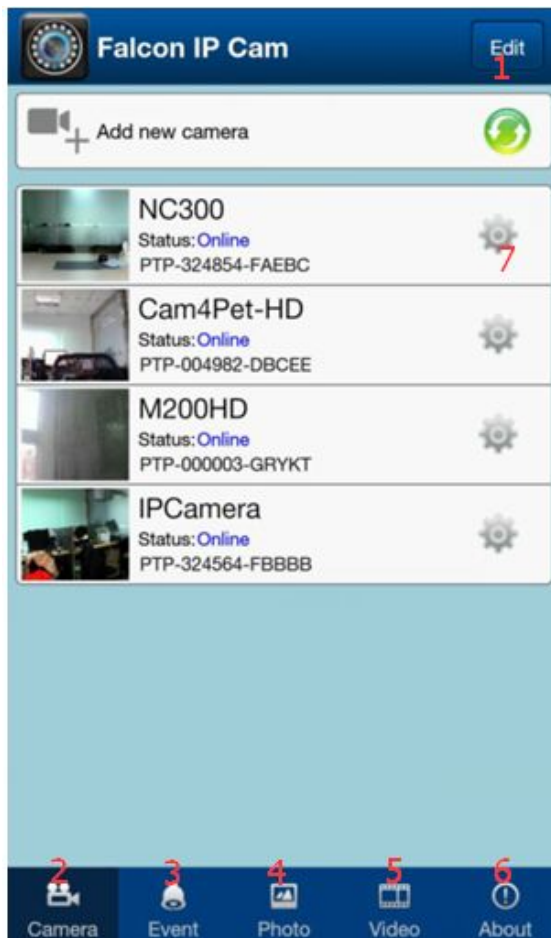 Falcon IP Cam
Edit
1
Add new camera
NC300
Status:Online
PTP-324854-FAEBC
7
Cam4Pet-HD
Status:Online
PTP-004982-DBCEE
M200HD
Status:Online
PTP-000003-GRYKT
IPCamera
Status:Online
PTP-324564-FBBBB
2 3 4 5 6
Camera Event Photo Video About